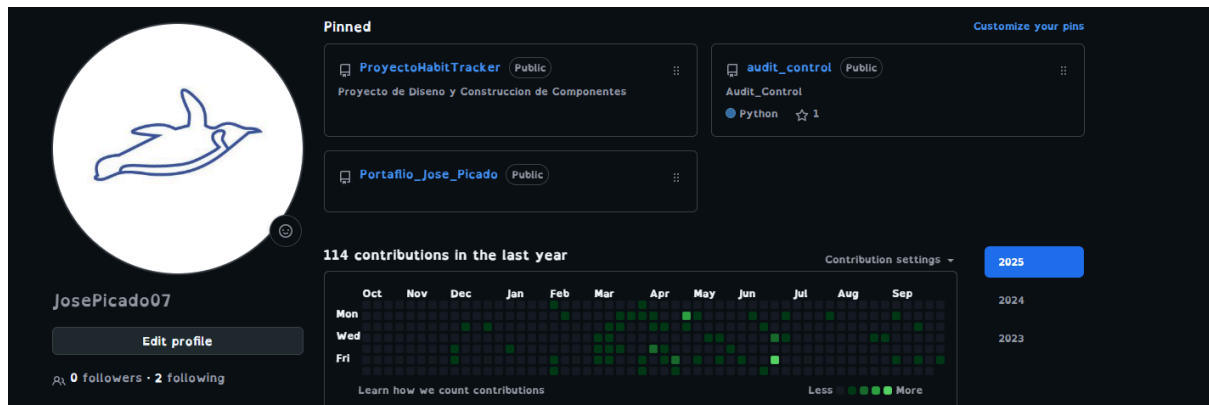 Pinned
Customize your pins
ProyectoHabitTracker Public
Proyecto de Diseno y Construccion de Componentes
audit_control Public
Audit_Control
Python 1
Portaflio_Jose_Picado Public
JosePicado07
Edit profile
0 followers · 2 following
114 contributions in the last year
Contribution settings
2025
2024
2023
Oct Nov Dec Jan Feb Mar Apr May Jun Jul Aug Sep
Mon
Wed
Fri
Learn how we count contributions
Less More